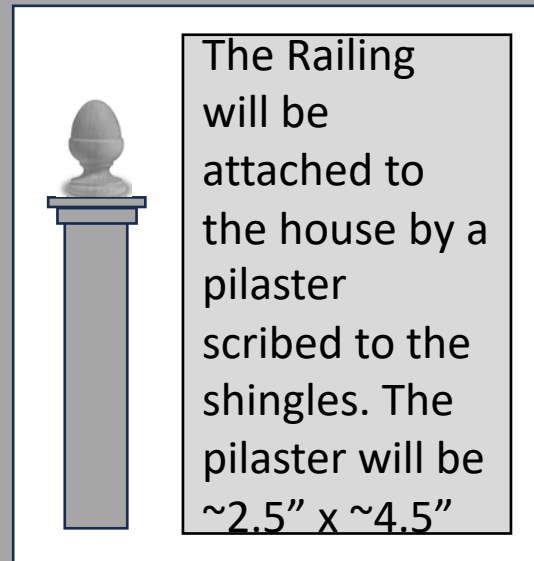 The Railing
will be
attached to
the house by a
pilaster
scribed to the
shingles. The
pilaster will be
~2.5” x ~4.5”